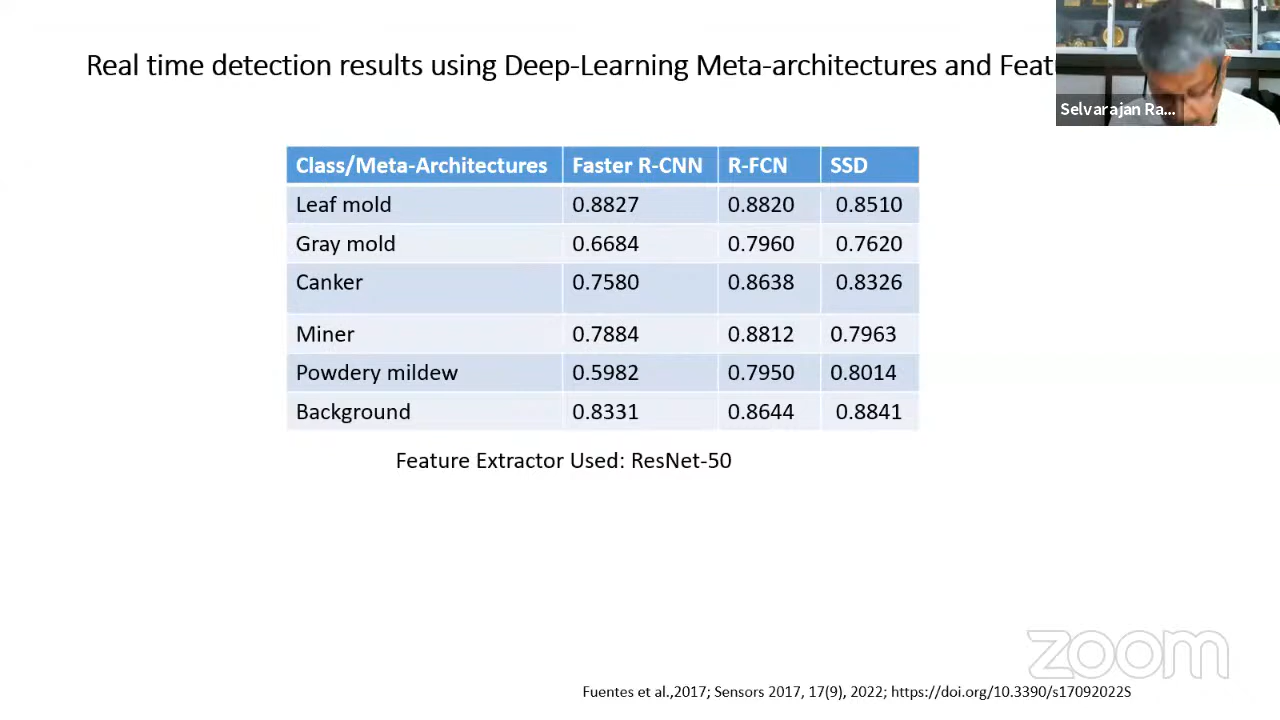 Real time detection results using Deep-Learning Meta-architectures and Feat
Selvarajan Ra...
Class/Meta-Architectures Faster R-CNN R-FCN SSD
Leaf mold 0.8827 0.8820 0.8510
Gray mold 0.6684 0.7960 0.7620
Canker 0.7580 0.8638 0.8326
Miner 0.7884 0.8812 0.7963
Powdery mildew 0.5982 0.7950 0.8014
Background 0.8331 0.8644 0.8841
Feature Extractor Used: ResNet-50
zoom
Fuentes et al.,2017; Sensors 2017, 17(9), 2022; https://doi.org/10.3390/s17092022S